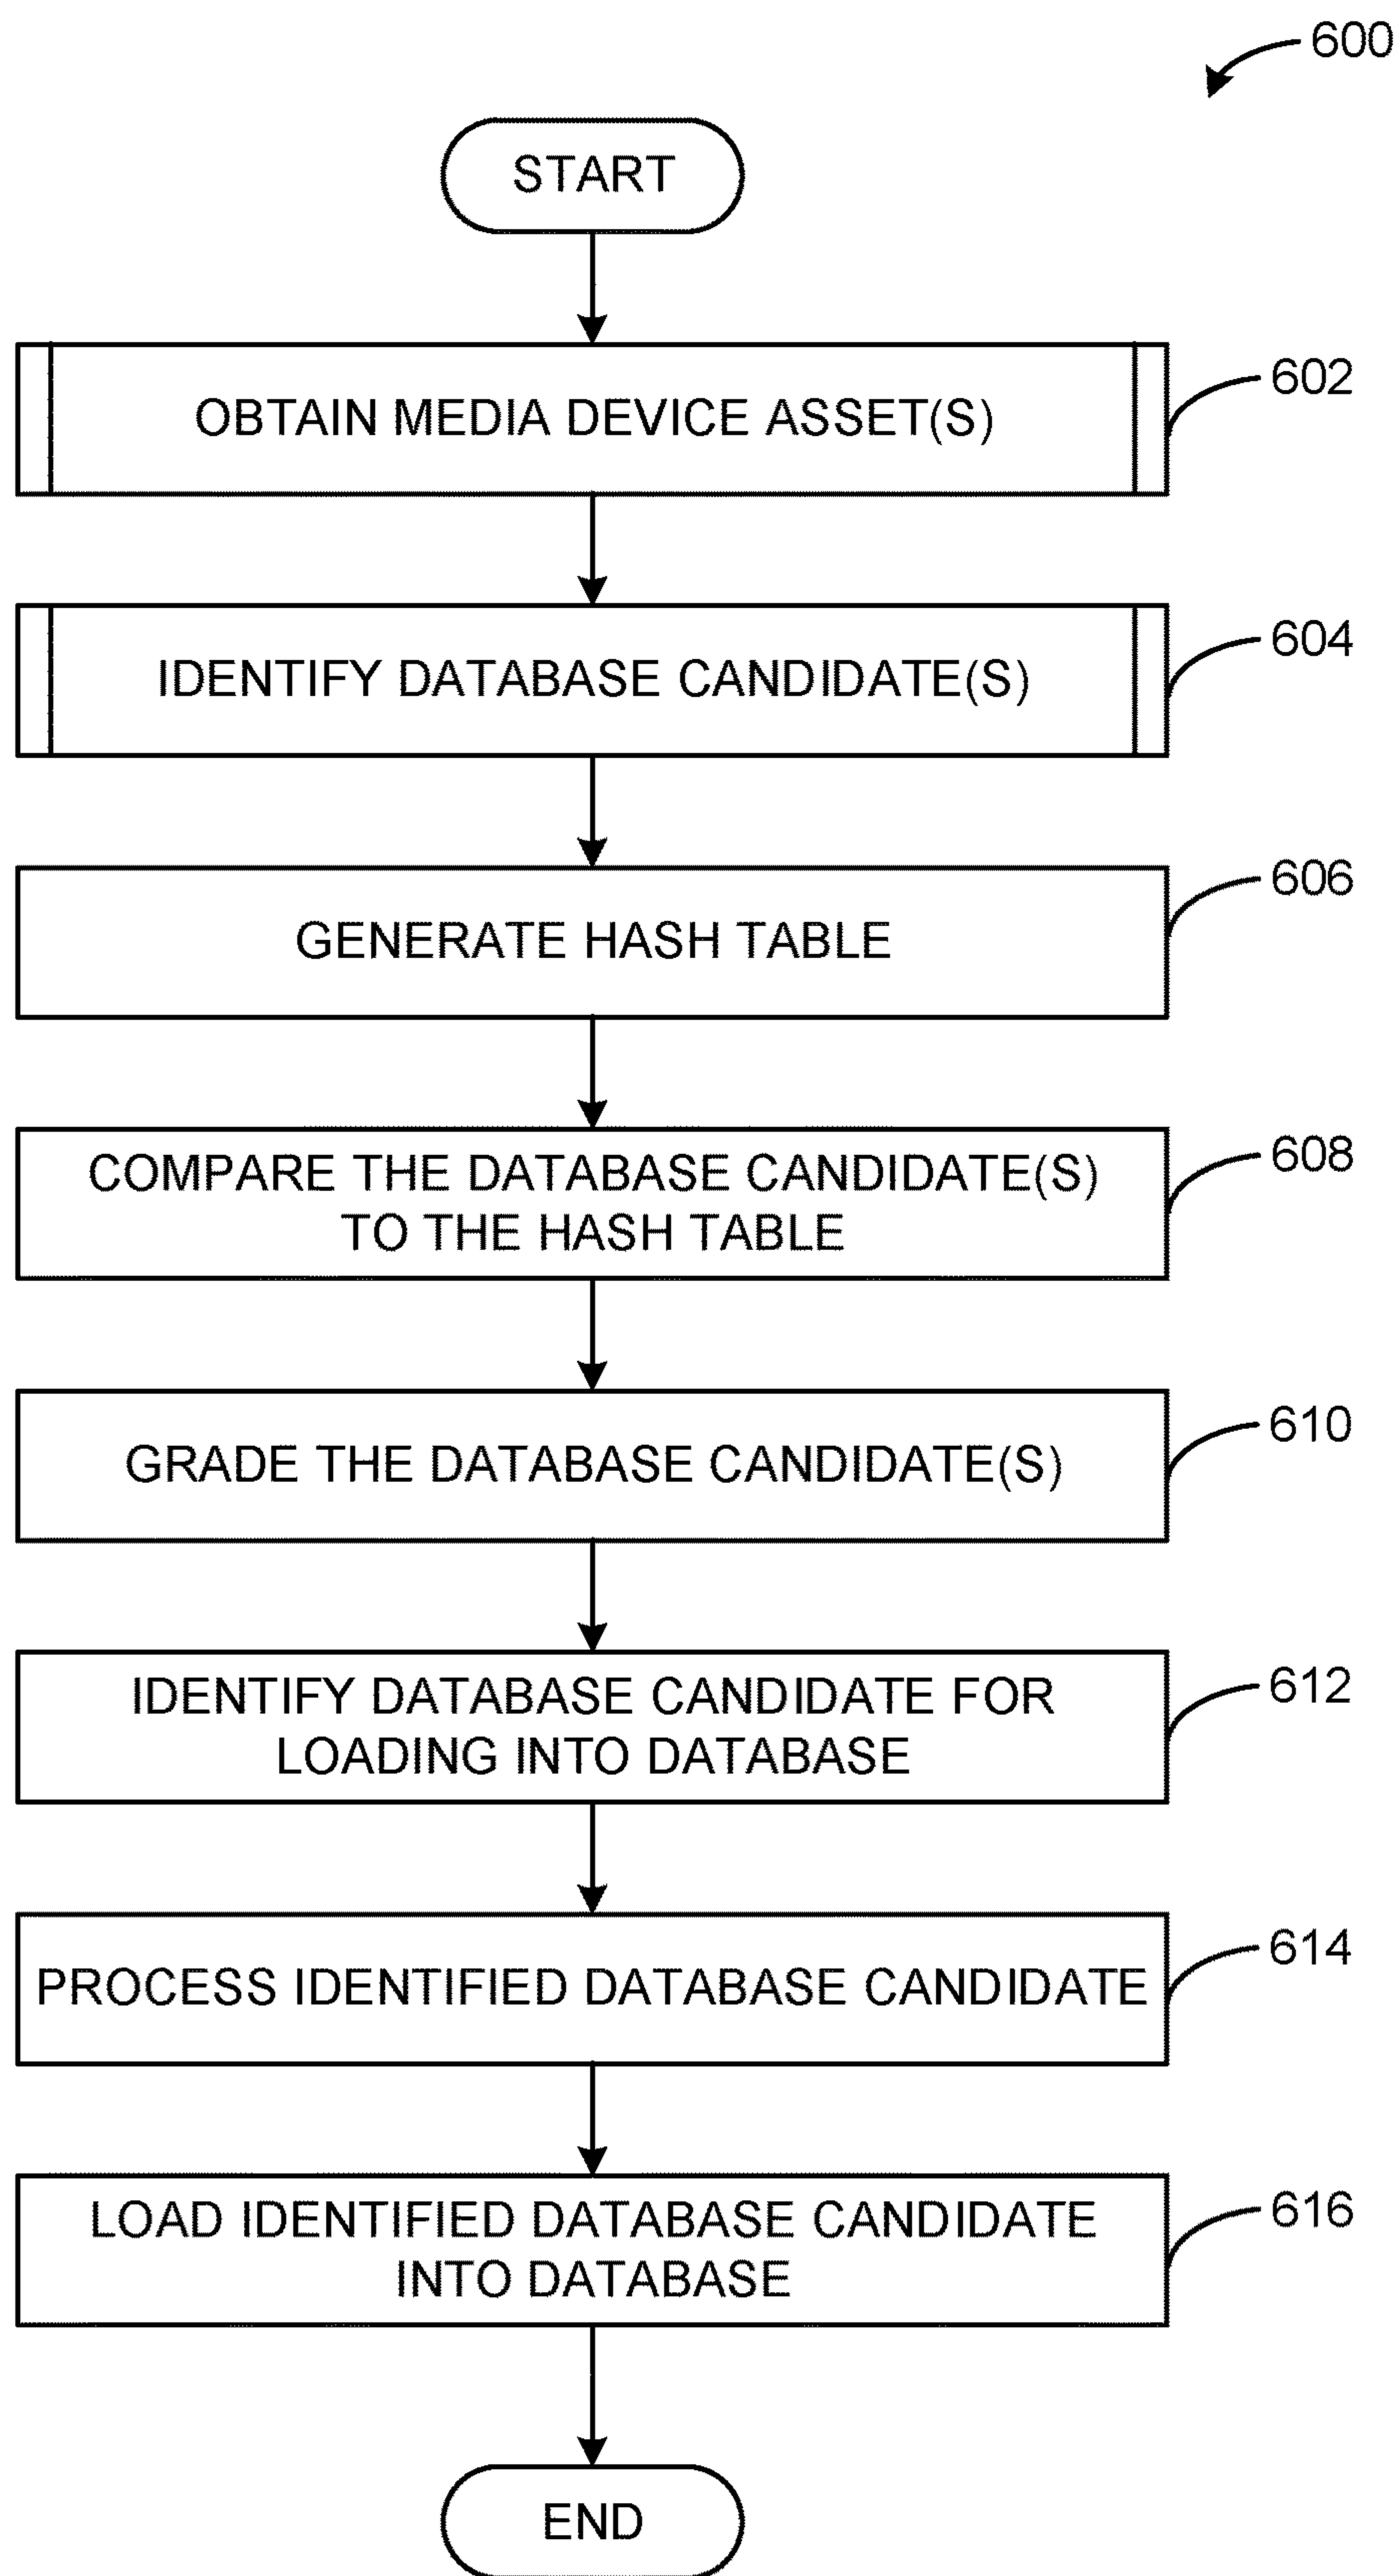 600
START
OBTAIN MEDIA DEVICE ASSET(S)
602
IDENTIFY DATABASE CANDIDATE(S)
604
GENERATE HASH TABLE
606
COMPARE THE DATABASE CANDIDATE(S)
TO THE HASH TABLE
608
GRADE THE DATABASE CANDIDATE(S)
610
IDENTIFY DATABASE CANDIDATE FOR
LOADING INTO DATABASE
612
PROCESS IDENTIFIED DATABASE CANDIDATE
614
LOAD IDENTIFIED DATABASE CANDIDATE
INTO DATABASE
616
END